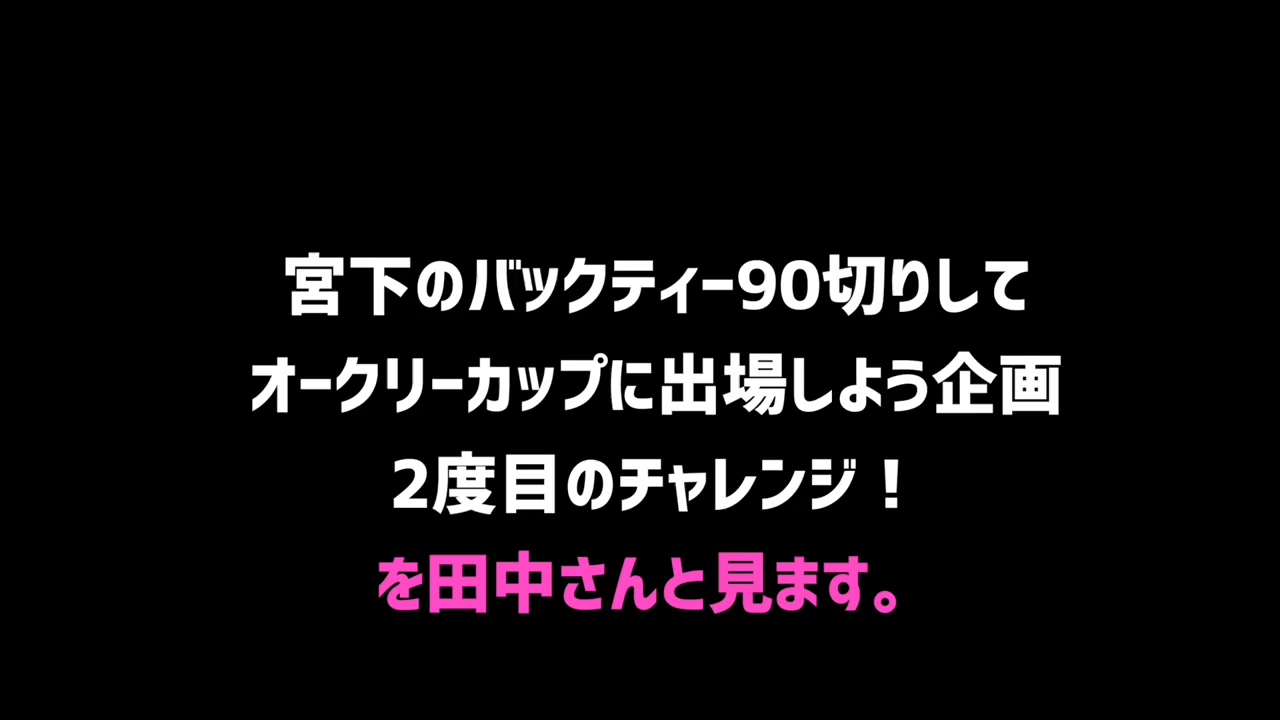 宮下のバックティー90切りして
オークリーカップに出場しよう企画
2度目のチャレンジ！
を田中さんと見ます。